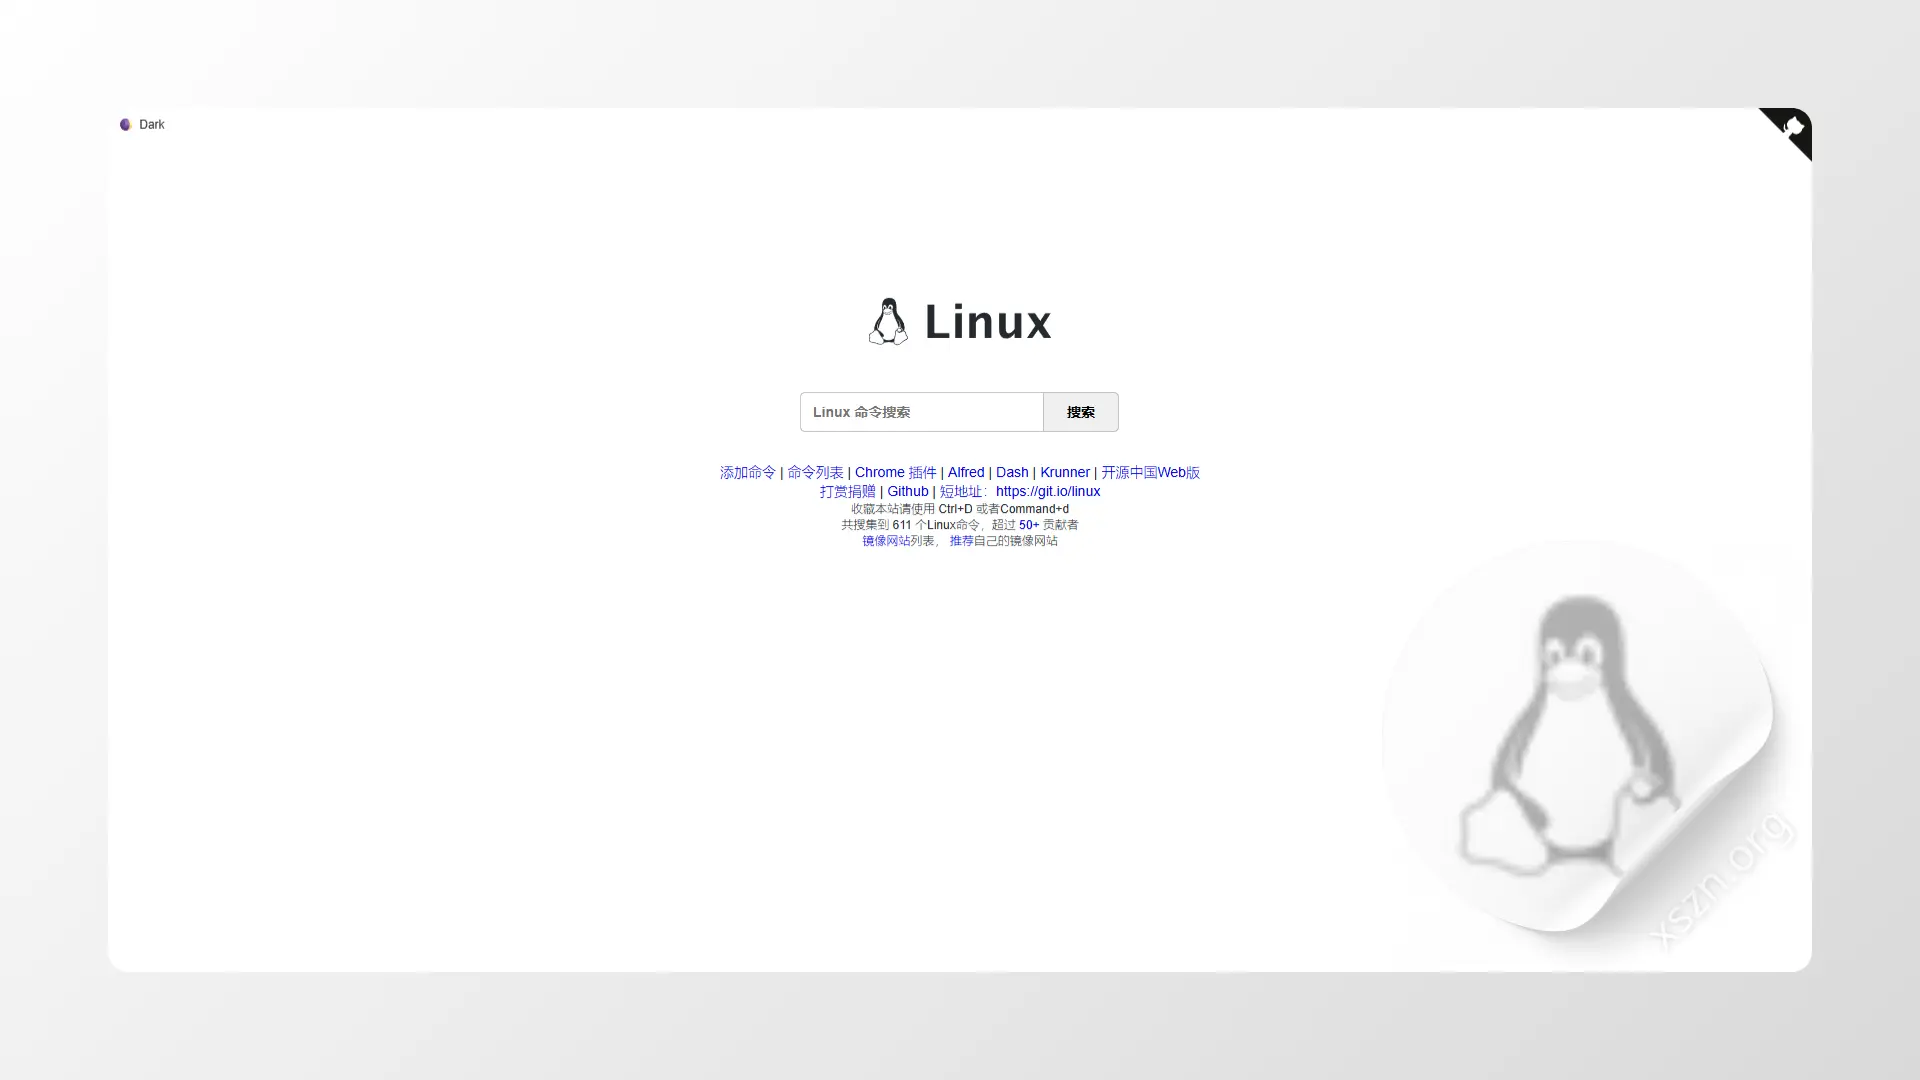 Dark
Linux
Linux 命令搜索
搜索
添加命令 | 命令列表 | Chrome 插件 | Alfred | Dash | Krunner | 开源中国Web版
打赏捐赠 | Github | 短地址：https://git.io/linux
收藏本站请使用 Ctrl+D 或者Command+d
共搜集到 611 个Linux命令，超过 50+ 贡献者
镜像网站列表， 推荐自己的镜像网站
xszn.org